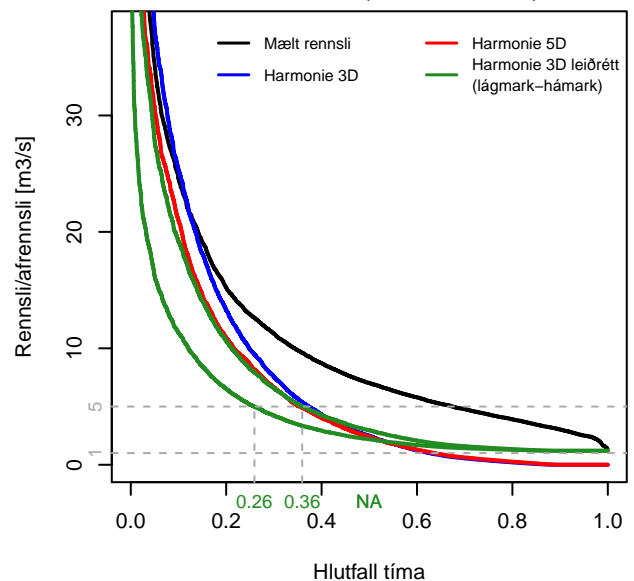 Mælt rennsli
Harmonie 3D
Harmonie 5D
Harmonie 3D leiðrétt
(lágmark−hámark)
Rennsli/afrennsli [m3/s]
30
20
10
5
1
0
0.26
0.36
NA
0.0
0.2
0.4
0.6
0.8
1.0
Hlutfall tíma